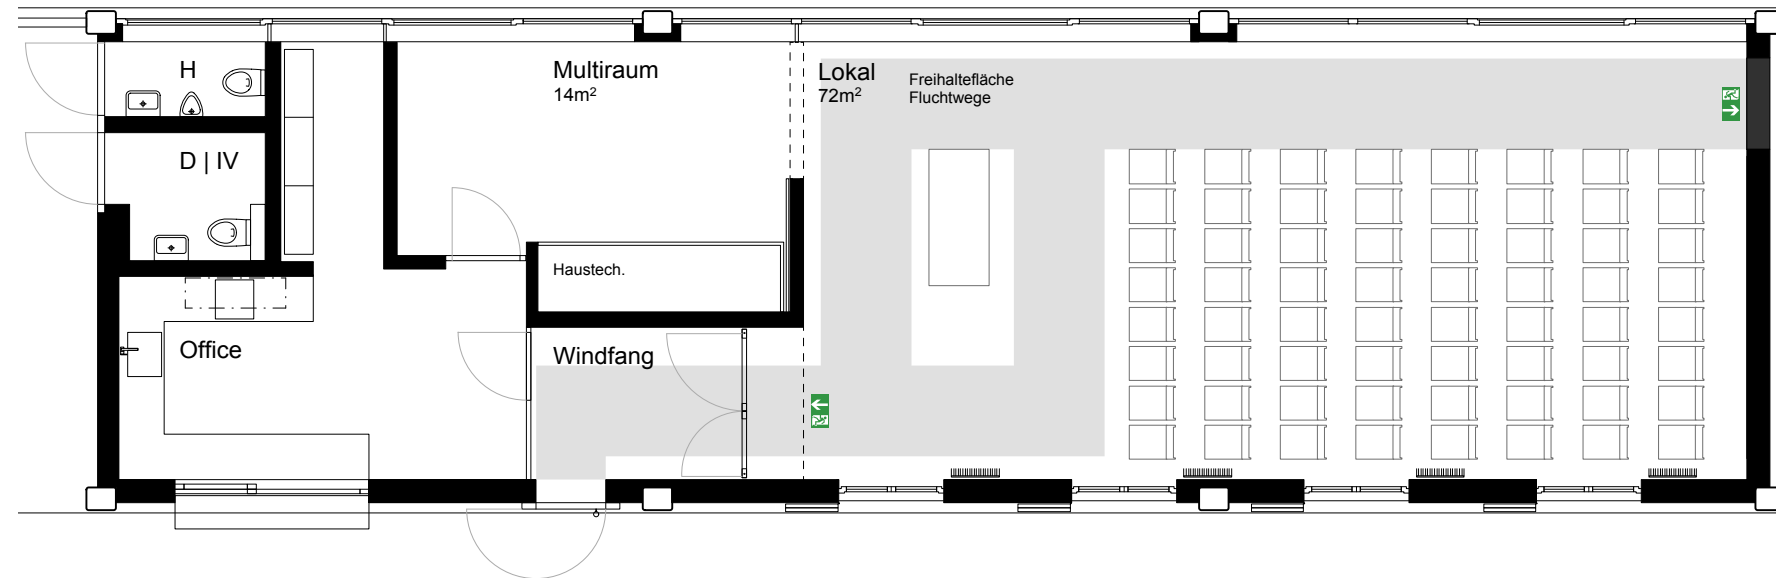 H
D | IV
Office
Multiraum
14m²
Haustech.
Windfang
Lokal
72m²
Freihaltefläche
Fluchtwege